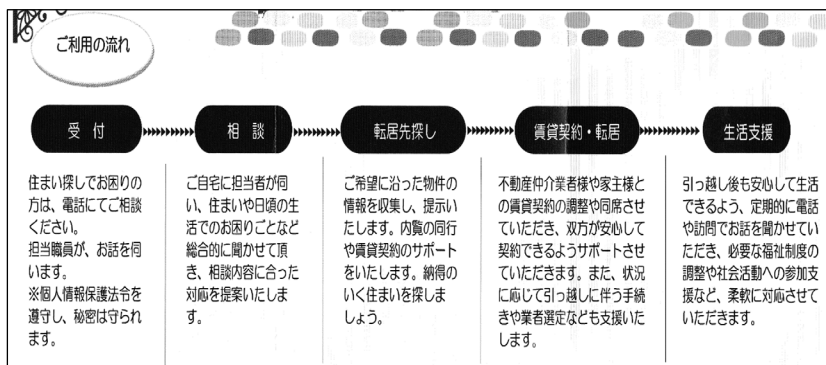 ご利用の流れ
受 付
相 談
転居先探し
賃貸契約・転居
生活支援
住まい探しでお困りの
方は、電話にてご相談
ください。
担当職員が、お話を伺
います。
※個人情報保護法令を
遵守し、秘密は守られ
ます。
ご自宅に担当者が伺
い、住まいや日頃の生
活でのお困りごとなど
総合的に聞かせて頂
き、相談内容に合った
対応を提案いたしま
す。
ご希望に沿った物件の
情報を収集し、提示い
たします。内覧の同行
や賃貸契約のサポート
をいたします。納得の
いく住まいを探しま
しょう。
不動産仲介業者様や家主様と
の賃貸契約の調整や同席させ
ていただき、双方が安心して
契約できるようサポートさせ
ていただきます。また、状況
に応じて引っ越しに伴う手続
きや業者選定なども支援いた
します。
引っ越し後も安心して生活
できるよう、定期的に電話
や訪問でお話を聞かせてい
ただき、必要な福祉制度の
調整や社会活動への参加支
援など、柔軟に対応させて
いただきます。